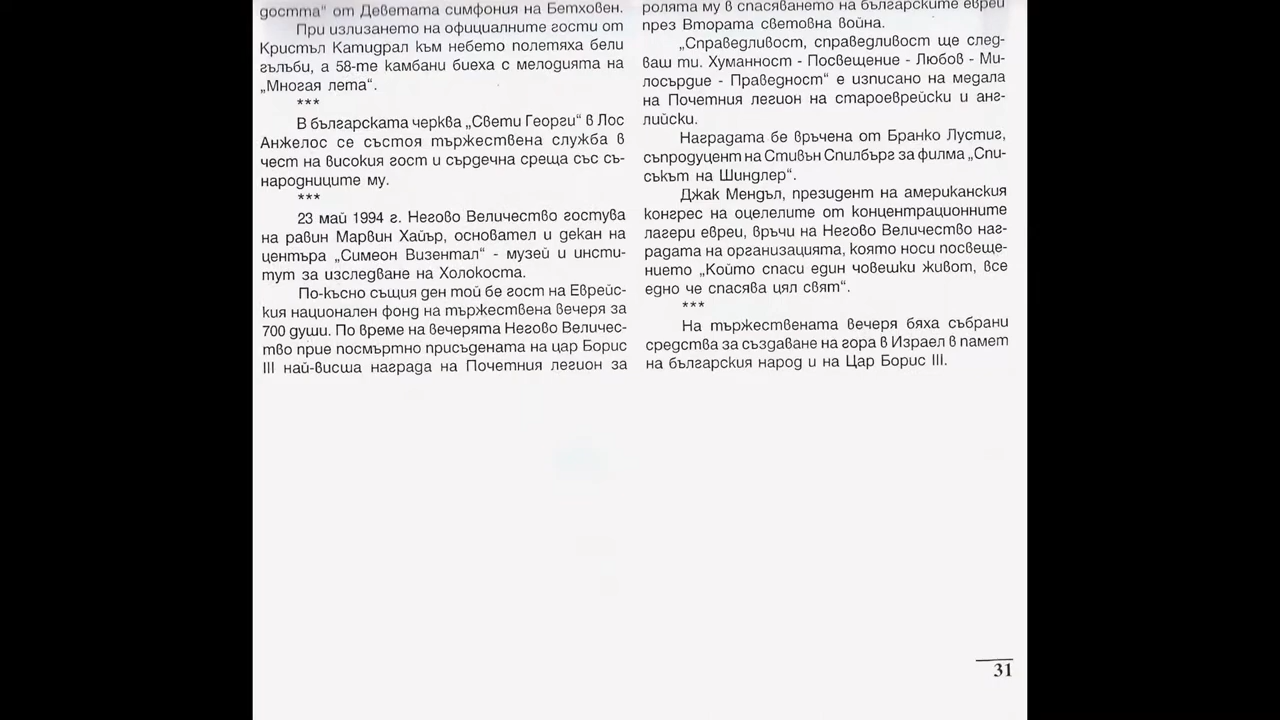 достта“ от Деветата симфония на Бетховен.
При излизането на официалните гости от
Кристъл Катидрал към небето полетяха бели
гълъби, а 58-те камбани биеха с мелодията на
„Многая лета“.
***
В българската черква „Свети Георги“ в Лос
Анжелос се състоя тържествена служба в
чест на високия гост и сърдечна среща със съ-
народниците му.
***
23 май 1994 г. Негово Величество гостува
на равин Марвин Хайър, основател и декан на
центъра „Симеон Визентал“ - музей и инсти-
тут за изследване на Холокоста.
По-късно същия ден той бе гост на Еврейс-
кия национален фонд на тържествена вечеря за
700 души. По време на вечерята Негово Величес-
тво прие посмъртно присъдената на цар Борис
III най-висша награда на Почетния легион за
ролята му в спасяването на българските евреи
през Втората световна война.
„Справедливост, справедливост ще след-
ваш ти. Хуманност - Посвещение - Любов - Ми-
лосърдие - Праведност“ е изписано на медала
на Почетния легион на староеврейски и анг-
лийски.
Наградата бе връчена от Бранко Лустиг,
съпродуцент на Стивън Спилбърг за филма „Спи-
съкът на Шиндлер“.
Джак Мендъл, президент на американския
конгрес на оцелелите от концентрационните
лагери евреи, връчи на Негово Величество наг-
радата на организацията, която носи посвеще-
нието „Който спаси един човешки живот, все
едно че спасява цял свят“.
***
На тържествената вечеря бяха събрани
средства за създаване на гора в Израел в памет
на българския народ и на Цар Борис III.
31